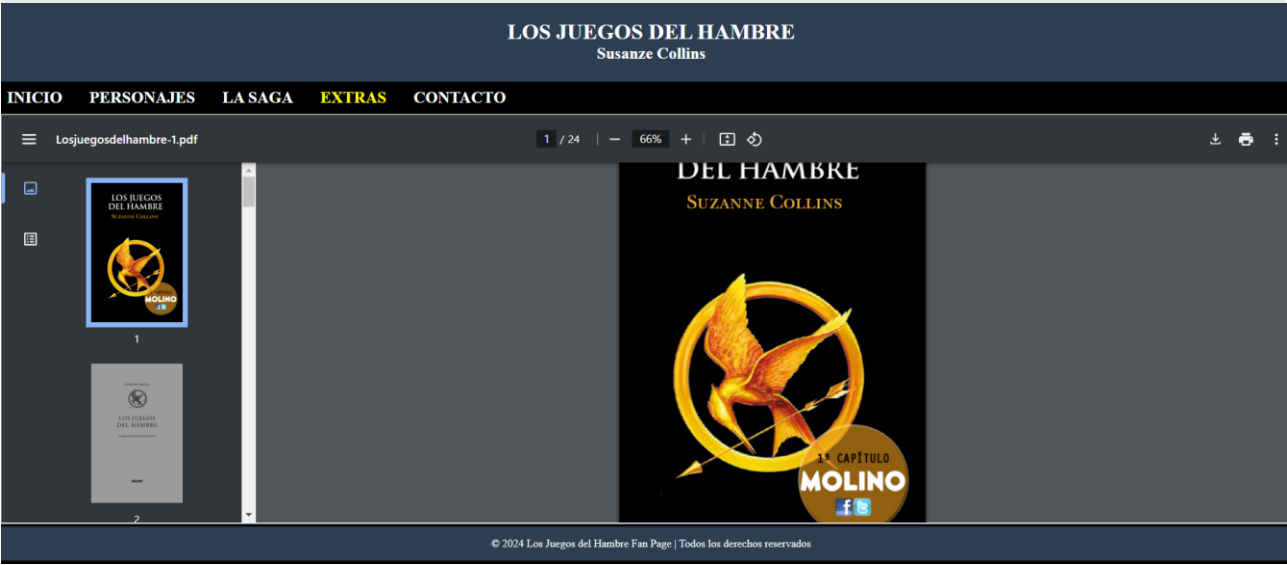 LOS JUEGOS DEL HAMBRE
Susanze Collins
INICIO PERSONAJES LA SAGA EXTRAS CONTACTO
Losjuegosdelhambre-1.pdf 1 / 24 66%
LOS JUEGOS
DEL HAMBRE
SUZANNE COLLINS
MOLINO
1
LOS JUEGOS
DEL HAMBRE
2
DEL HAMBRE
SUZANNE COLLINS
1º CAPÍTULO
MOLINO
© 2024 Los Juegos del Hambre Fan Page | Todos los derechos reservados